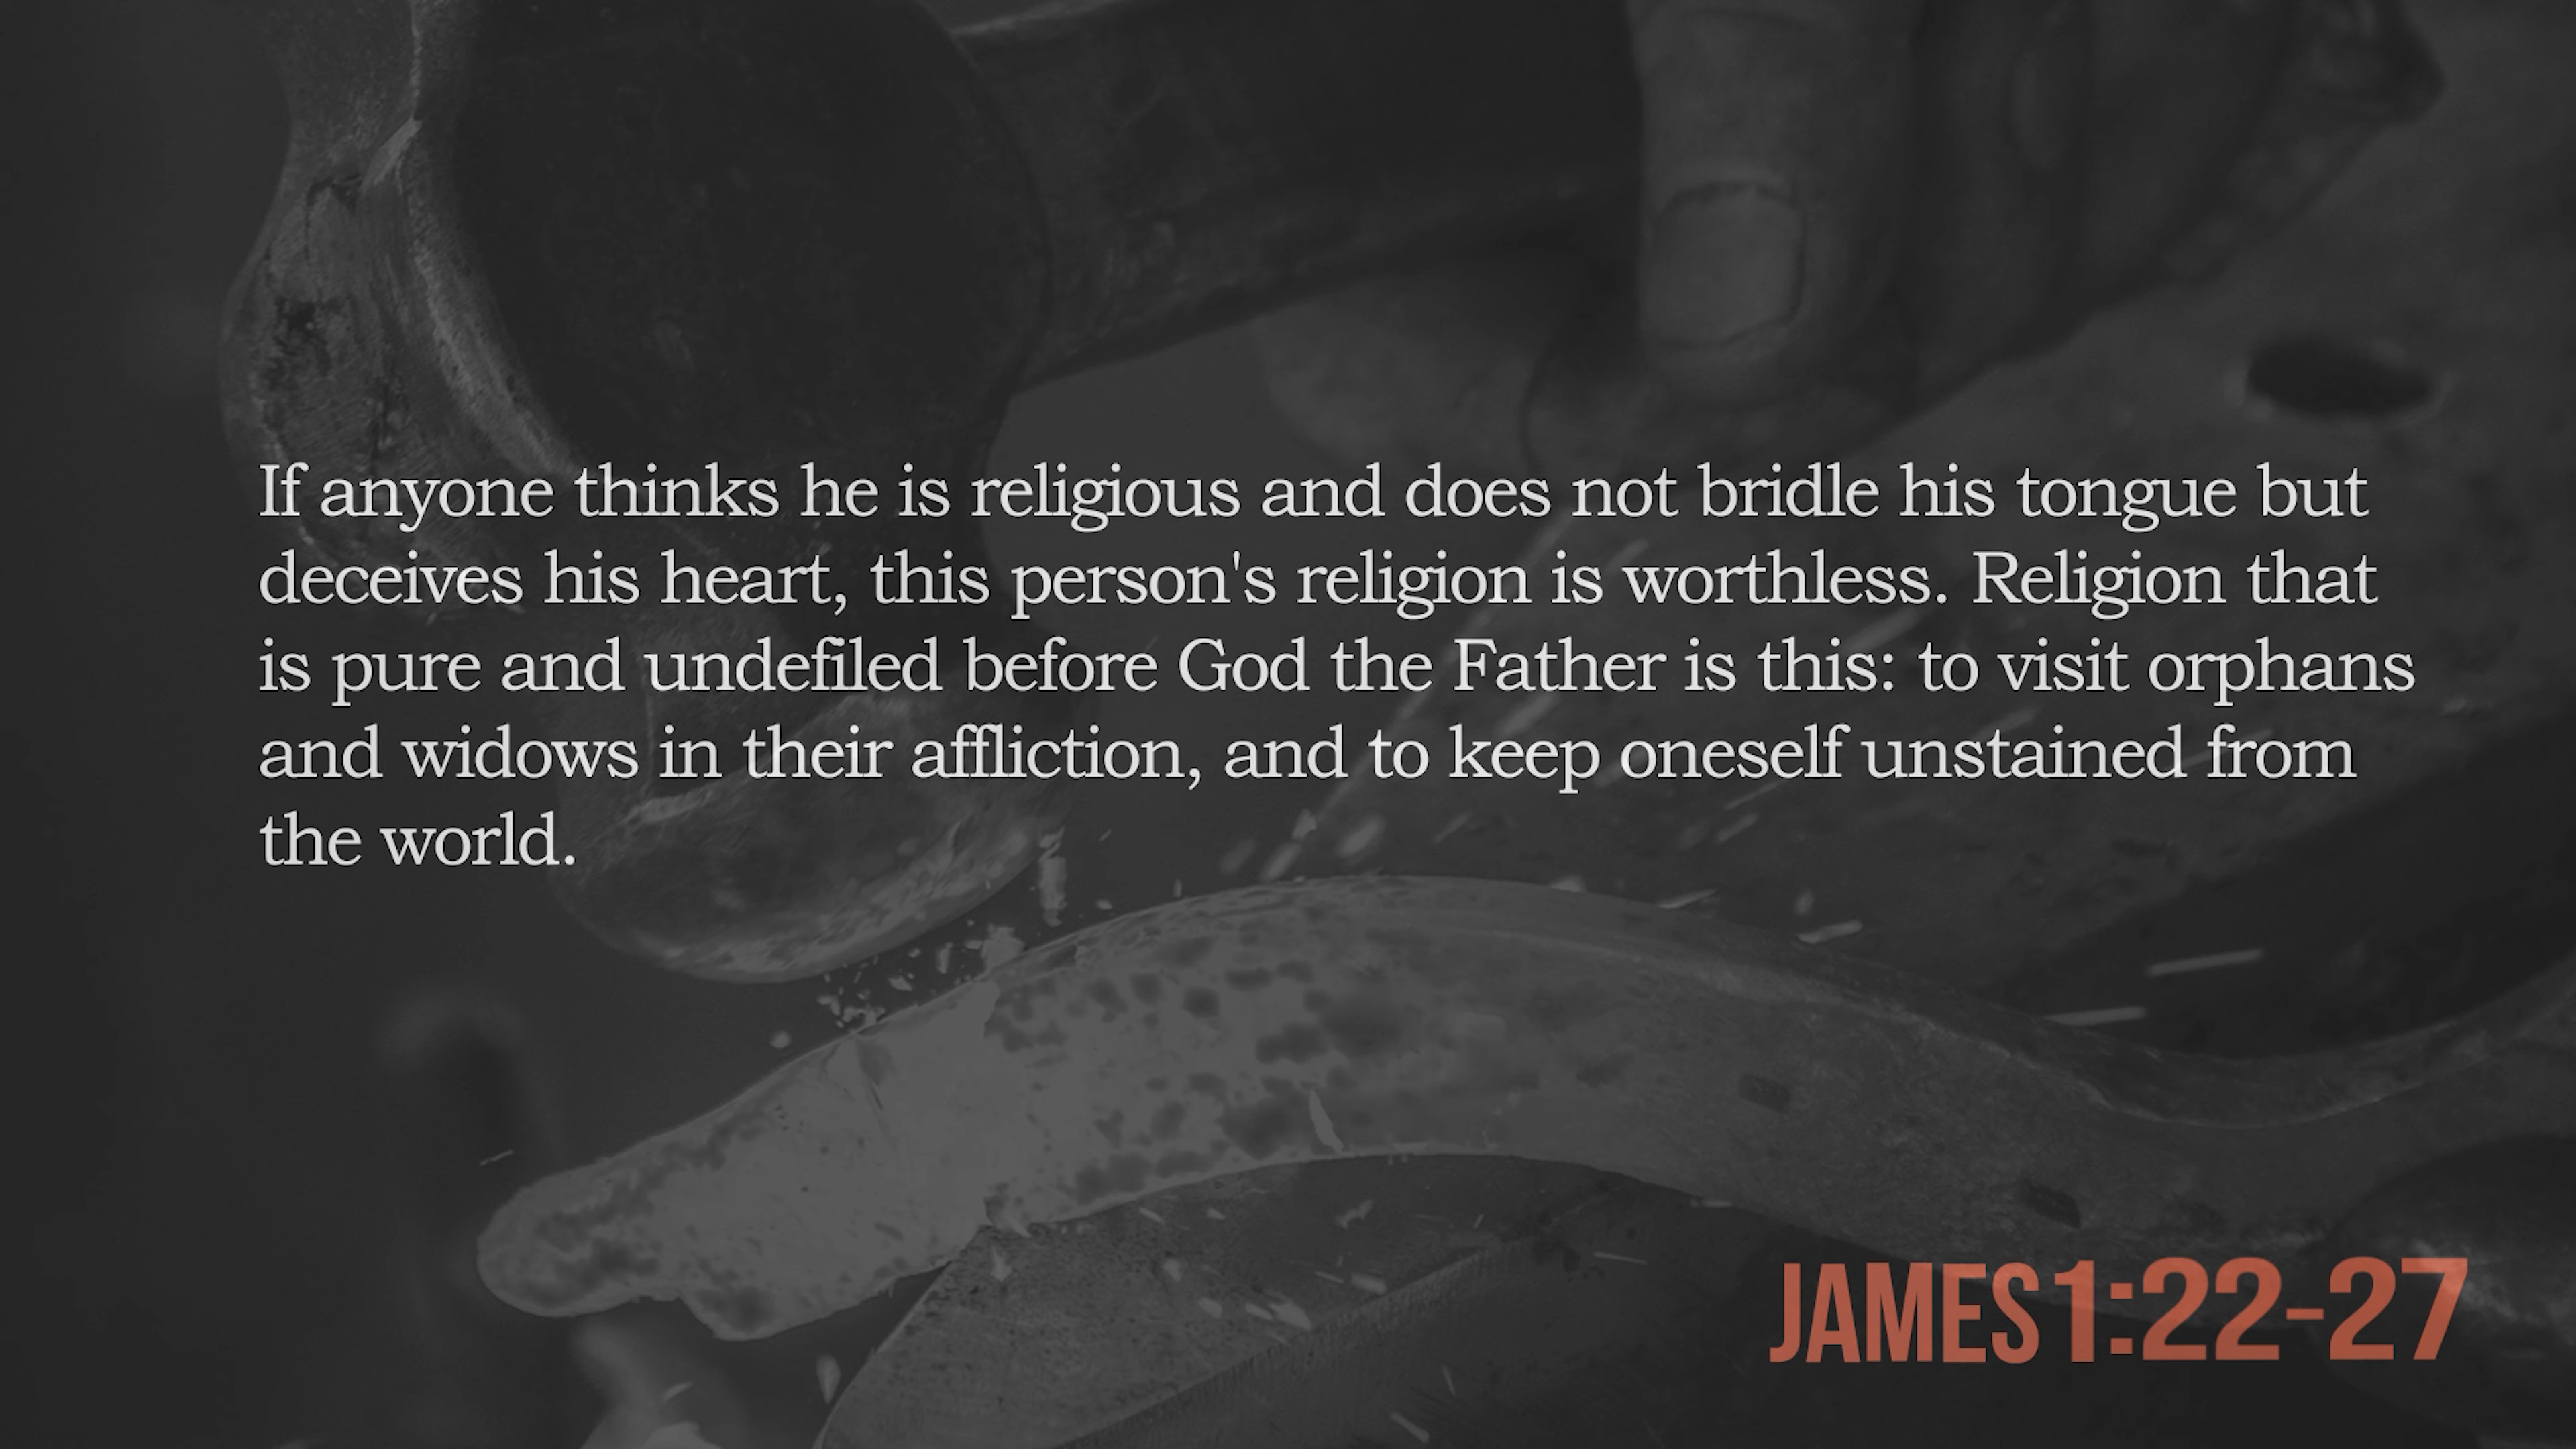 If anyone thinks he is religious and does not bridle his tongue but
deceives his heart, this person's religion is worthless. Religion that
is pure and undefiled before God the Father is this: to visit orphans
and widows in their affliction, and to keep oneself unstained from
the world.
JAMES 1:22-27